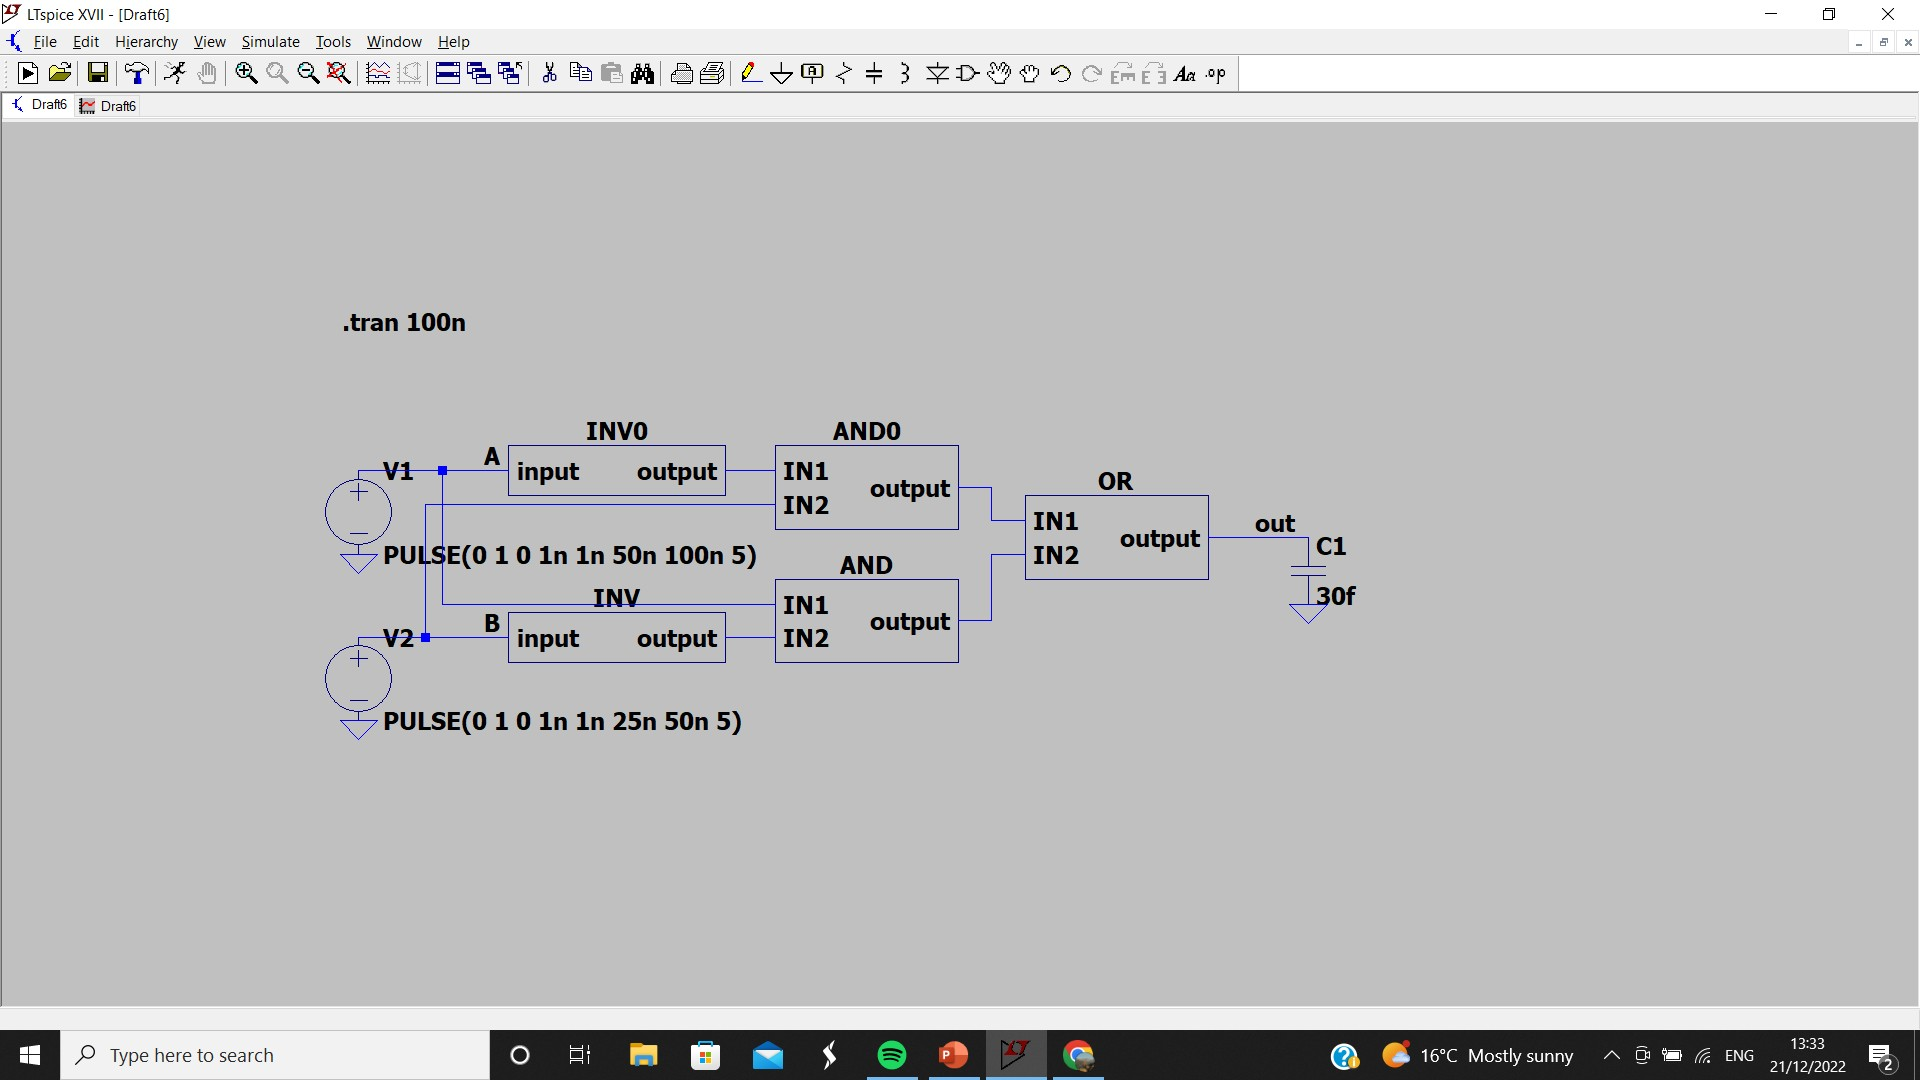 LTspice XVII - [Draft6]
File Edit Hierarchy View Simulate Tools Window Help
Aa .op
Draft6 Draft6
.tran 100n
INV0 AND0
A
V1 input output IN1
output
IN2
OR
IN1
out
output
C1
IN2
PULSE(0 1 0 1n 1n 50n 100n 5)
AND
30f
INV
IN1
B
output
V2 input output IN2
PULSE(0 1 0 1n 1n 25n 50n 5)
Type here to search
16°C Mostly sunny
ENG
13:33
21/12/2022
2